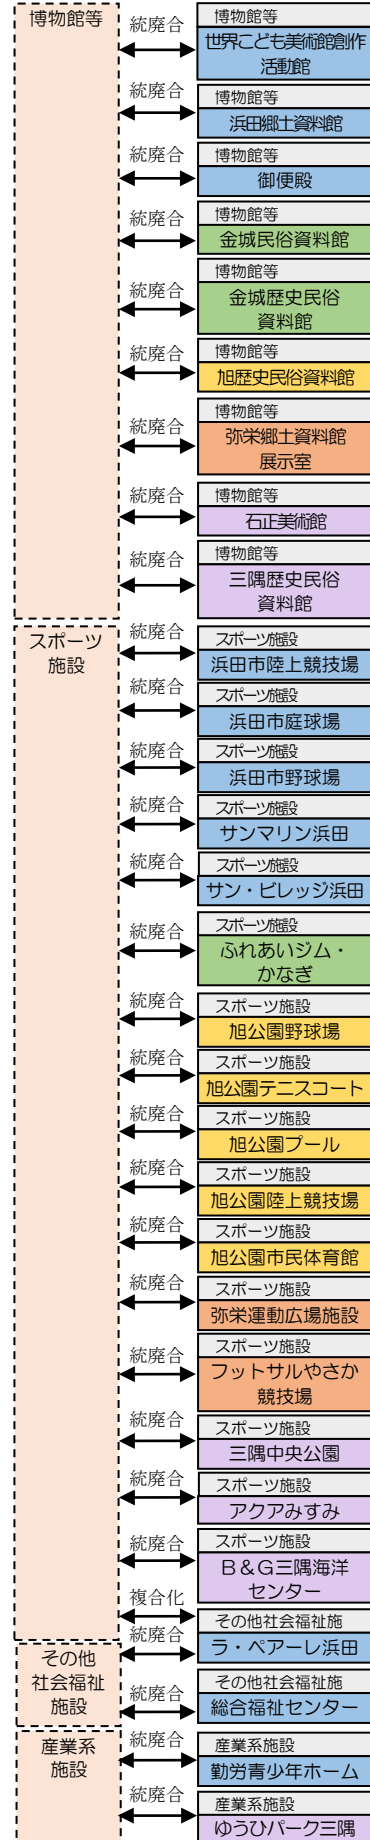 博物館等
統廃合
博物館等
世界こども美術館創作
活動館
統廃合
博物館等
浜田郷土資料館
統廃合
博物館等
御便殿
統廃合
博物館等
金城民俗資料館
統廃合
博物館等
金城歴史民俗
資料館
統廃合
博物館等
旭歴史民俗資料館
統廃合
博物館等
弥栄郷土資料館
展示室
統廃合
博物館等
石正美術館
統廃合
博物館等
三隅歴史民俗
資料館
スポーツ
施設
統廃合
スポーツ施設
浜田市陸上競技場
統廃合
スポーツ施設
浜田市庭球場
統廃合
スポーツ施設
浜田市野球場
統廃合
スポーツ施設
サンマリン浜田
統廃合
スポーツ施設
サン・ビレッジ浜田
統廃合
スポーツ施設
ふれあいジム・
かなぎ
統廃合
スポーツ施設
旭公園野球場
統廃合
スポーツ施設
旭公園テニスコート
統廃合
スポーツ施設
旭公園プール
統廃合
スポーツ施設
旭公園陸上競技場
統廃合
スポーツ施設
旭公園市民体育館
統廃合
スポーツ施設
弥栄運動広場施設
統廃合
スポーツ施設
フットサルやさか
競技場
統廃合
スポーツ施設
三隅中央公園
統廃合
スポーツ施設
アクアみすみ
統廃合
スポーツ施設
B&G三隅海洋
センター
複合化
その他
社会福祉
施設
統廃合
その他社会福祉施
ラ・ペアーレ浜田
統廃合
その他社会福祉施
総合福祉センター
産業系
施設
統廃合
産業系施設
勤労青少年ホーム
統廃合
産業系施設
ゆうひパーク三隅